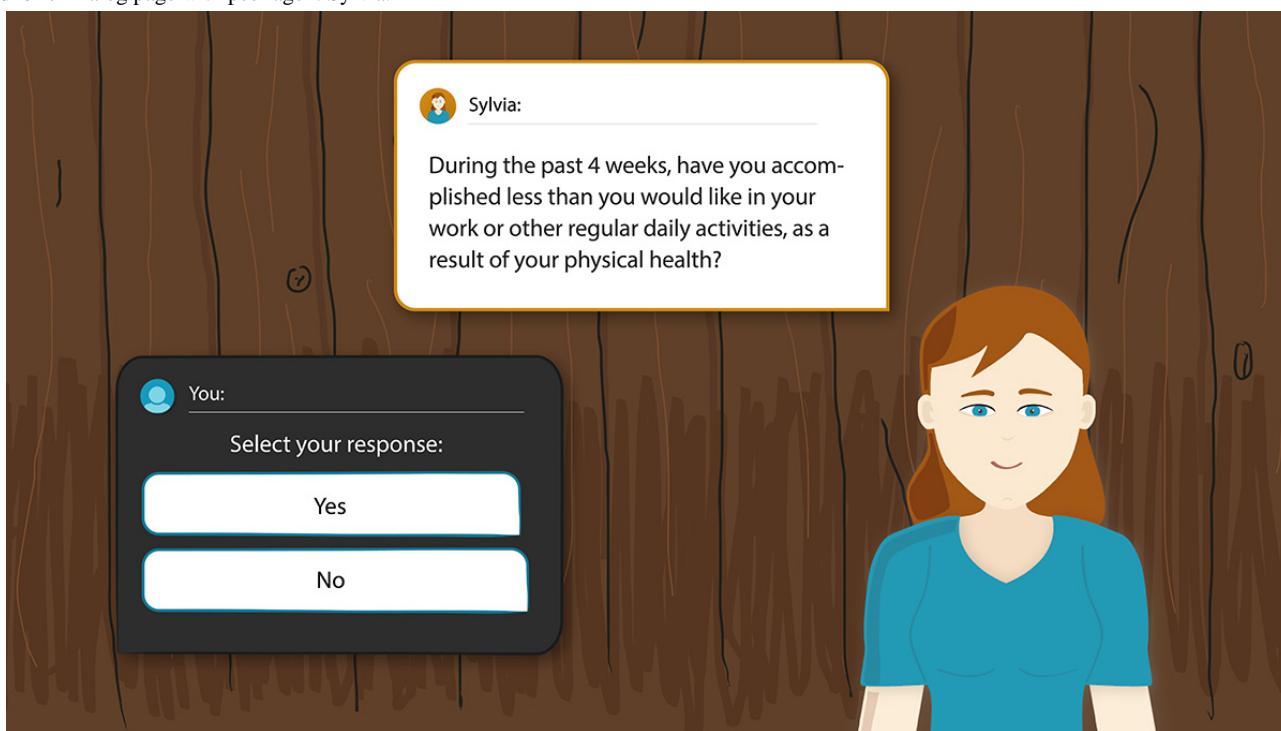 Sylvia:
During the past 4 weeks, have you accom-
plished less than you would like in your
work or other regular daily activities, as a
result of your physical health?
You:
Select your response:
Yes
No